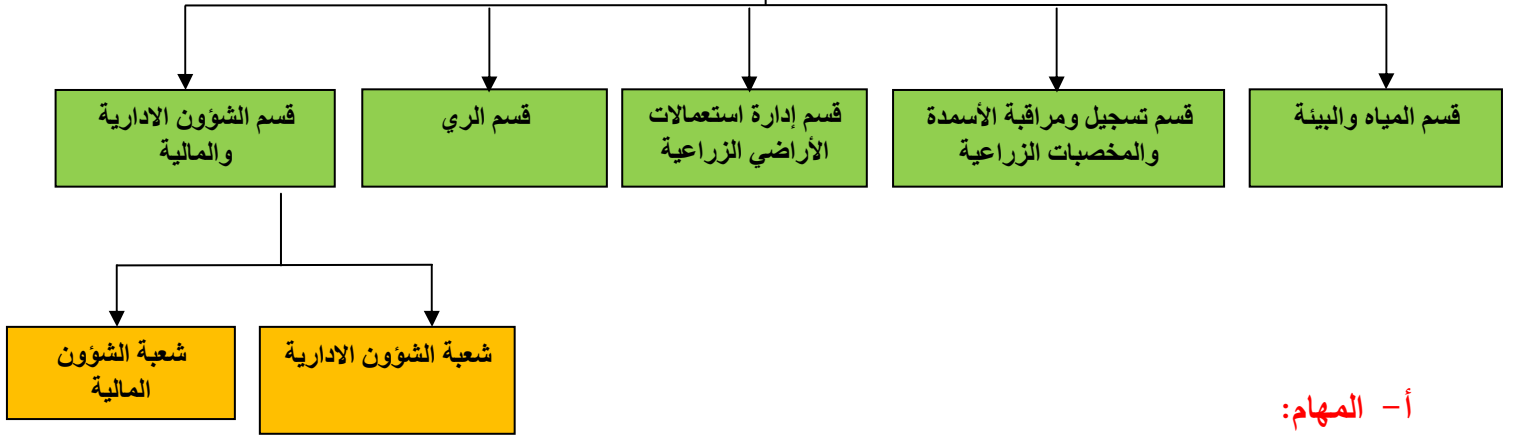 قسم المياه والبيئة
قسم تسجيل ومراقبة الأسمدة
والمخصبات الزراعية
قسم إدارة استعمالات
الأراضي الزراعية
قسم الري
قسم الشؤون الادارية
والمالية
شعبة الشؤون الادارية
شعبة الشؤون
المالية
أ- المهام: